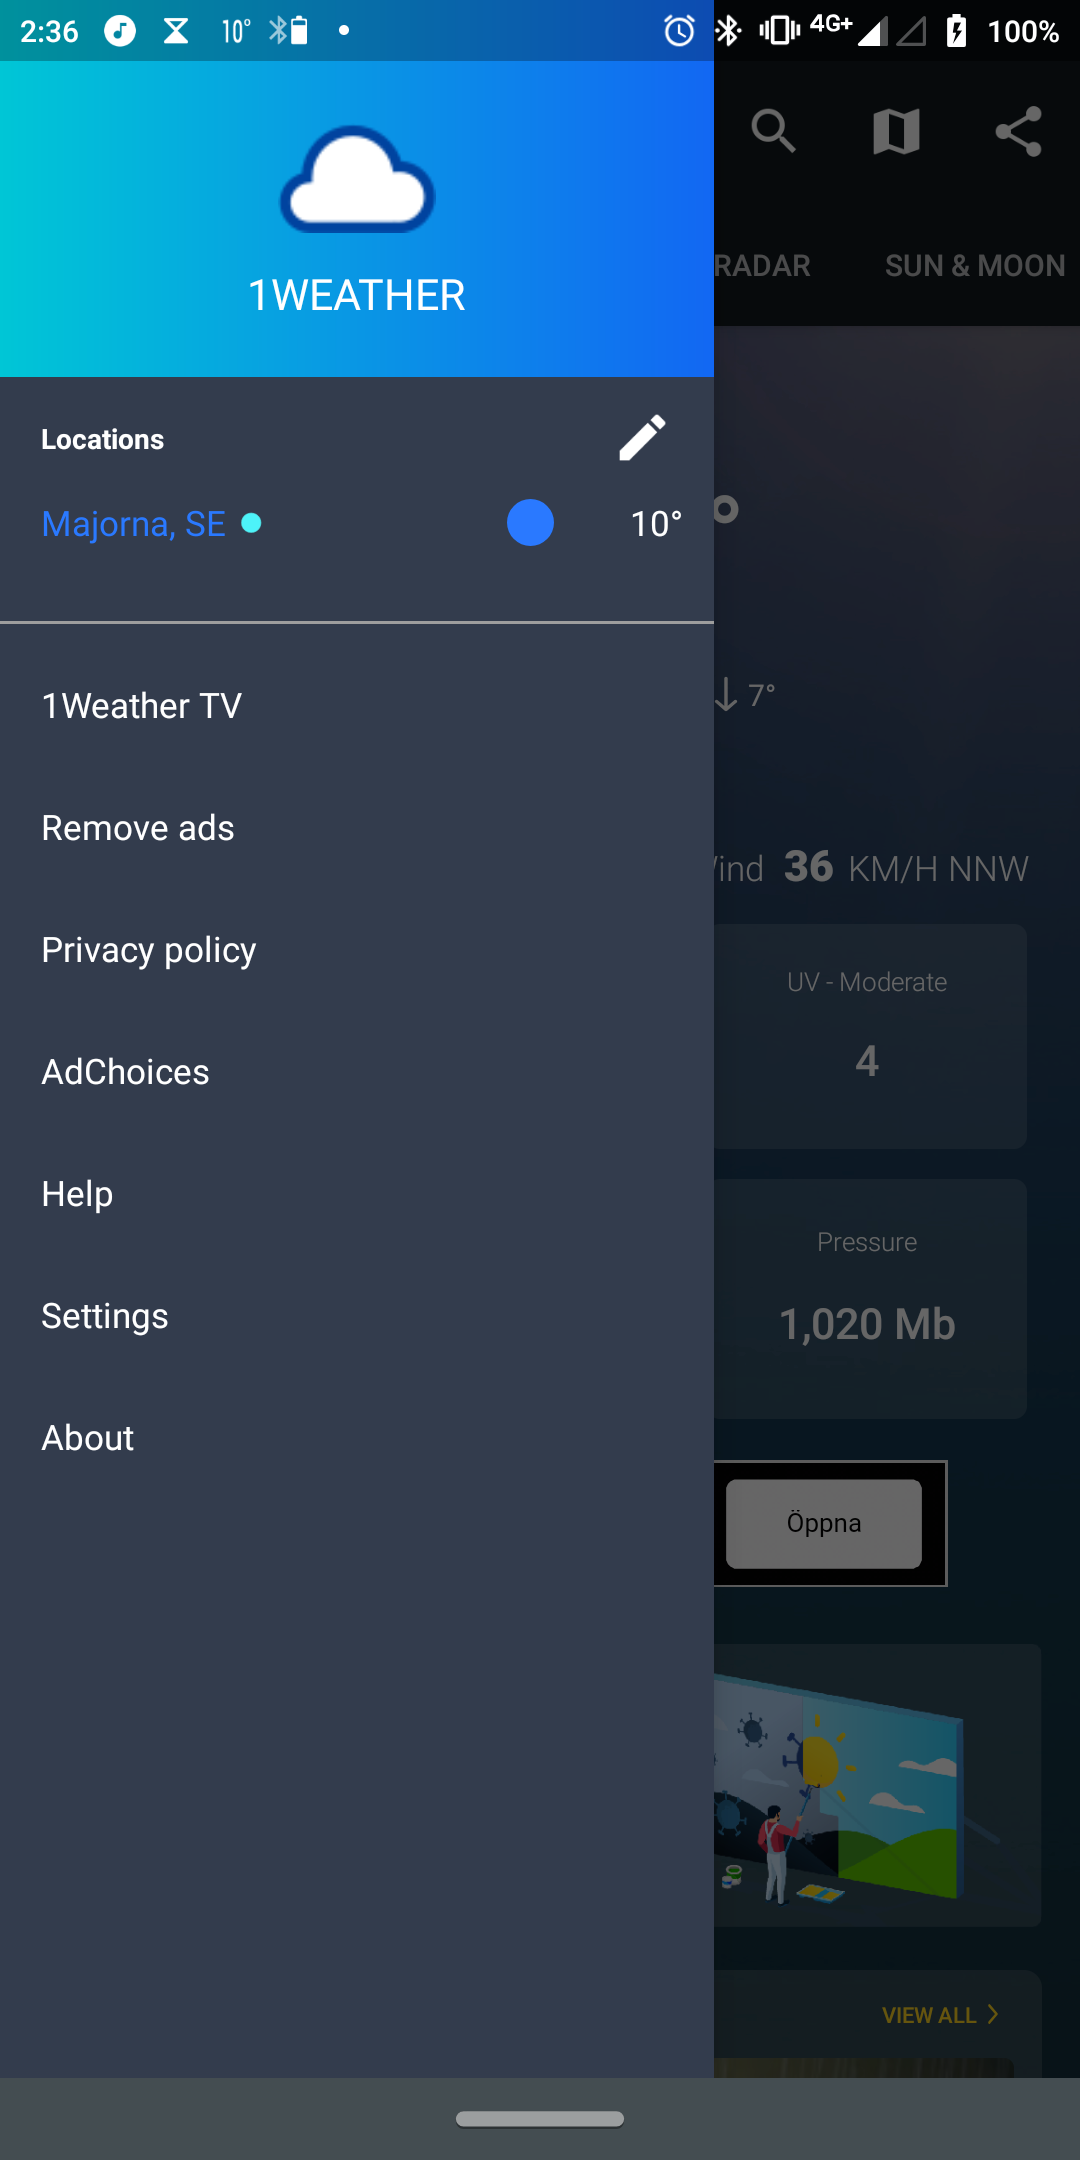 2:36 10° 4G+ 100%
1WEATHER
RADAR SUN & MOON
Locations
Majorna, SE 10°
1Weather TV
7°
Remove ads
36 KM/H NNW
Privacy policy
UV - Moderate
4
AdChoices
Help
Pressure
Settings
1,020 Mb
About
Öppna
VIEW ALL